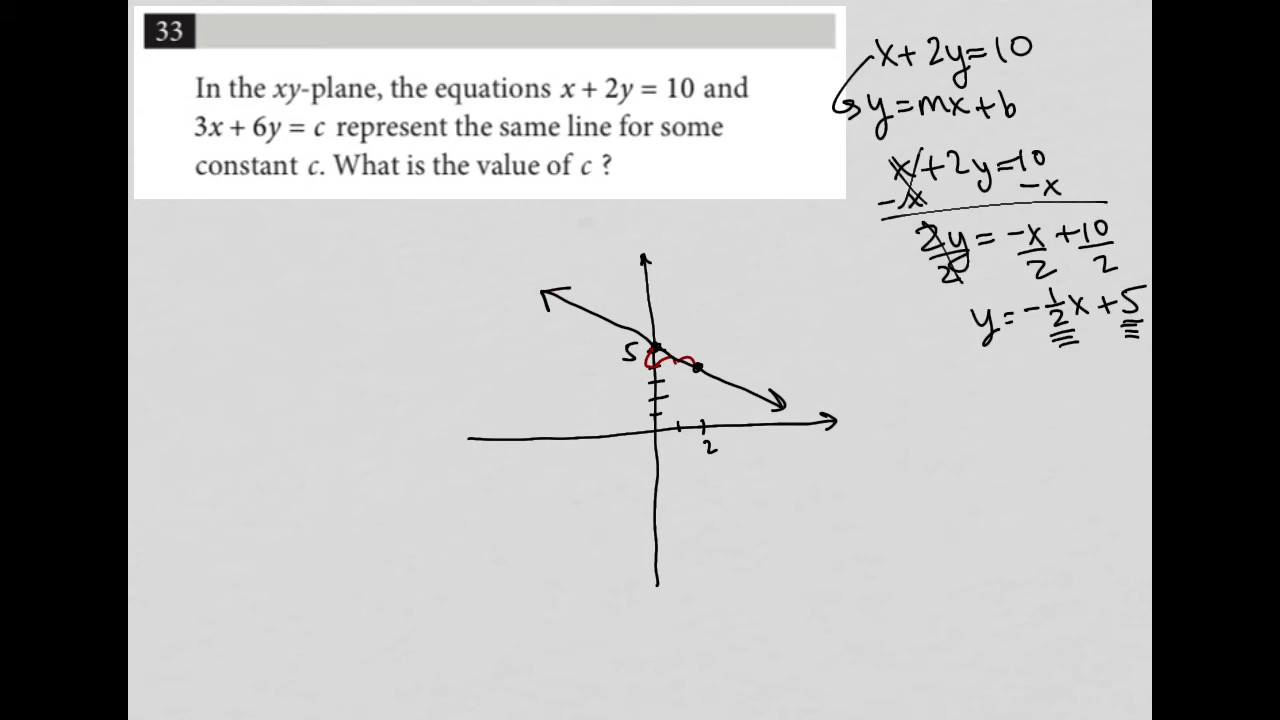 33
In the xy-plane, the equations x + 2y = 10 and
3x + 6y = c represent the same line for some
constant c. What is the value of c ?
x + 2y = 10
y = mx + b
x + 2y = 10
-x -x
2y = -x + 10
2 2 2
y = -1/2x + 5
5
2